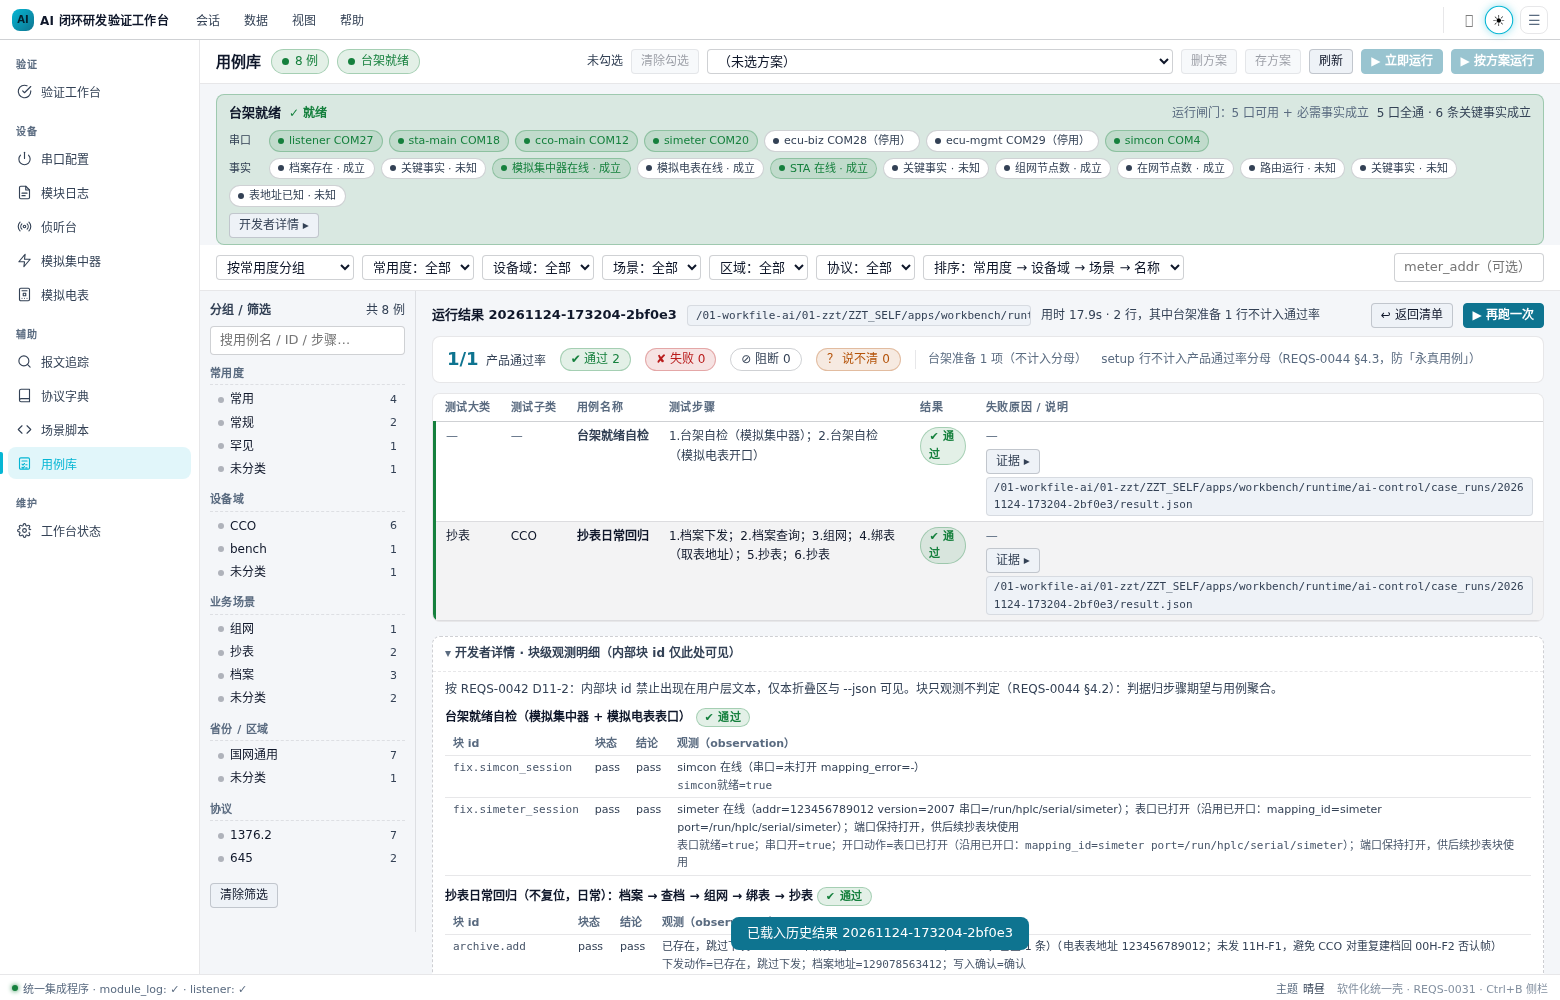 AI AI 闭环研发验证工作台 会话 数据 视图 帮助
验证
验证工作台
设备
串口配置
模块日志
侦听台
模拟集中器
模拟电表
辅助
报文追踪
协议字典
场景脚本
用例库
维护
工作台状态
用例库 8 例 台架就绪 未勾选 清除勾选 （未选方案） 删方案 存方案 刷新 ▶ 立即运行 ▶ 按方案运行
台架就绪 ✓ 就绪 运行闸门：5 口可用 + 必需事实成立 5 口全通 · 6 条关键事实成立
串口 listener COM27 sta-main COM18 cco-main COM12 simeter COM20 ecu-biz COM28（停用） ecu-mgmt COM29（停用） simcon COM4
事实 档案存在 · 成立 关键事实 · 未知 模拟集中器在线 · 成立 模拟电表在线 · 成立 STA 在线 · 成立 关键事实 · 未知 组网节点数 · 成立 在网节点数 · 成立 路由运行 · 未知 关键事实 · 未知
表地址已知 · 未知
开发者详情 ▸
按常用度分组 常用度：全部 设备域：全部 场景：全部 区域：全部 协议：全部 排序：常用度 → 设备域 → 场景 → 名称 meter_addr（可选）
分组 / 筛选 共 8 例
搜用例名 / ID / 步骤…
常用度
常用 4
常规 2
罕见 1
未分类 1
设备域
CCO 6
bench 1
未分类 1
业务场景
组网 1
抄表 2
档案 3
未分类 2
省份 / 区域
国网通用 7
未分类 1
协议
1376.2 7
645 2
清除筛选
运行结果 20261124-173204-2bf0e3 /01-workfile-ai/01-zzt/ZZT_SELF/apps/workbench/runt 用时 17.9s · 2 行，其中台架准备 1 行不计入通过率 ↩ 返回清单 ▶ 再跑一次
1/1 产品通过率 ✔ 通过 2 ✘ 失败 0 ⊘ 阻断 0 ? 说不清 0 台架准备 1 项（不计入分母） setup 行不计入产品通过率分母（REQS-0044 §4.3，防「永真用例」）
测试大类 测试子类 用例名称 测试步骤 结果 失败原因 / 说明
— — 台架就绪自检 1.台架自检（模拟集中器）；2.台架自检（模拟电表开口） ✔ 通过 —
证据 ▸
/01-workfile-ai/01-zzt/ZZT_SELF/apps/workbench/runtime/ai-control/case_runs/2026
1124-173204-2bf0e3/result.json
抄表 CCO 抄表日常回归 1.档案下发；2.档案查询；3.组网；4.绑表（取表地址）；5.抄表；6.抄表 ✔ 通过 —
证据 ▸
/01-workfile-ai/01-zzt/ZZT_SELF/apps/workbench/runtime/ai-control/case_runs/2026
1124-173204-2bf0e3/result.json
▾ 开发者详情 · 块级观测明细（内部块 id 仅此处可见）
按 REQS-0042 D11-2：内部块 id 禁止出现在用户层文本，仅本折叠区与 --json 可见。块只观测不判定（REQS-0044 §4.2）：判据归步骤期望与用例聚合。
台架就绪自检（模拟集中器 + 模拟电表表口） ✔ 通过
块 id 块态 结论 观测（observation）
fix.simcon_session pass pass simcon 在线（串口=未打开 mapping_error=-）
simcon就绪=true
fix.simeter_session pass pass simeter 在线（addr=123456789012 version=2007 串口=/run/hplc/serial/simeter）；表口已打开（沿用已开口：mapping_id=simeter
port=/run/hplc/serial/simeter）；端口保持打开，供后续抄表块使用
表口就绪=true；串口开=true；开口动作=表口已打开（沿用已开口：mapping_id=simeter port=/run/hplc/serial/simeter）；端口保持打开，供后续抄表块使
用
抄表日常回归（不复位，日常）：档案 → 查档 → 组网 → 绑表 → 抄表 ✔ 通过
块 id 块态 结论 观测（obser
已载入历史结果 20261124-173204-2bf0e3
archive.add pass pass 已存在，跳过 1 条）（电表表地址 123456789012；未发 11H-F1，避免 CCO 对重复建档回 00H-F2 否认帧）
下发动作=已存在，跳过下发；档案地址=129078563412；写入确认=确认
统一集成程序 · module_log: ✓ · listener: ✓ 主题 晴昼 软件化统一壳 · REQS-0031 · Ctrl+B 侧栏